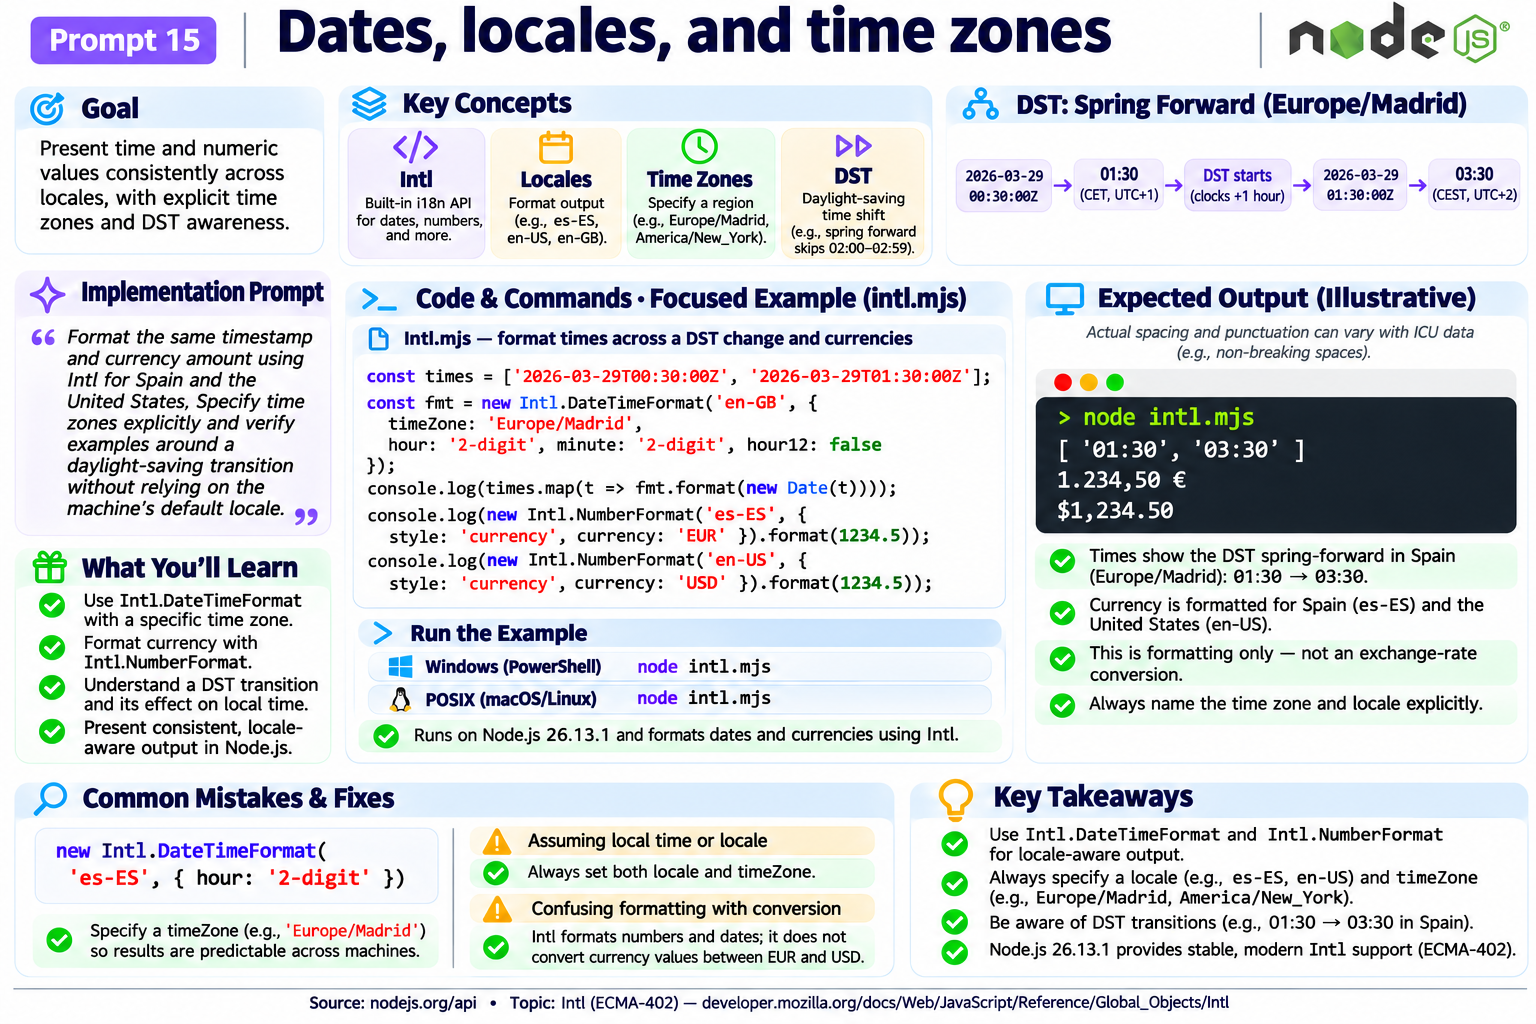 Prompt 15
Dates, locales, and time zones
node
JS
®
Goal
Present time and numeric
values consistently across
locales, with explicit time
zones and DST awareness.
Key Concepts
Intl
Built-in i18n API
for dates, numbers,
and more.
Locales
Format output
(e.g., es-ES,
en-US, en-GB).
Time Zones
Specify a region
(e.g., Europe/Madrid,
America/New_York).
DST
Daylight-saving
time shift
(e.g., spring forward
skips 02:00–02:59).
DST: Spring Forward (Europe/Madrid)
2026-03-29
00:30:00Z
01:30
(CET, UTC+1)
DST starts
(clocks +1 hour)
2026-03-29
01:30:00Z
03:30
(CEST, UTC+2)
Implementation Prompt
“ Format the same timestamp
and currency amount using
Intl for Spain and the
United States, Specify time
zones explicitly and verify
examples around a
daylight-saving transition
without relying on the
machine’s default locale. ”
What You’ll Learn
Use Intl.DateTimeFormat
with a specific time zone.
Format currency with
Intl.NumberFormat.
Understand a DST transition
and its effect on local time.
Present consistent, locale-
aware output in Node.js.
Code & Commands · Focused Example (intl.mjs)
Intl.mjs — format times across a DST change and currencies
const times = ['2026-03-29T00:30:00Z', '2026-03-29T01:30:00Z'];
const fmt = new Intl.DateTimeFormat('en-GB', {
timeZone: 'Europe/Madrid',
hour: '2-digit', minute: '2-digit', hour12: false
});
console.log(times.map(t => fmt.format(new Date(t))));
console.log(new Intl.NumberFormat('es-ES', {
style: 'currency', currency: 'EUR' }).format(1234.5));
console.log(new Intl.NumberFormat('en-US', {
style: 'currency', currency: 'USD' }).format(1234.5));
Run the Example
Windows (PowerShell) node intl.mjs
POSIX (macOS/Linux) node intl.mjs
Runs on Node.js 26.13.1 and formats dates and currencies using Intl.
Expected Output (Illustrative)
Actual spacing and punctuation can vary with ICU data
(e.g., non-breaking spaces).
> node intl.mjs
[ '01:30', '03:30' ]
1.234,50 €
$1,234.50
Times show the DST spring-forward in Spain
(Europe/Madrid): 01:30 → 03:30.
Currency is formatted for Spain (es-ES) and the
United States (en-US).
This is formatting only — not an exchange-rate
conversion.
Always name the time zone and locale explicitly.
Common Mistakes & Fixes
new Intl.DateTimeFormat(
'es-ES', { hour: '2-digit' })
Specify a timeZone (e.g., 'Europe/Madrid')
so results are predictable across machines.
Assuming local time or locale
Always set both locale and timeZone.
Confusing formatting with conversion
Intl formats numbers and dates; it does not
convert currency values between EUR and USD.
Key Takeaways
Use Intl.DateTimeFormat and Intl.NumberFormat
for locale-aware output.
Always specify a locale (e.g., es-ES, en-US) and timeZone
(e.g., Europe/Madrid, America/New_York).
Be aware of DST transitions (e.g., 01:30 → 03:30 in Spain).
Node.js 26.13.1 provides stable, modern Intl support (ECMA-402).
Source: nodejs.org/api • Topic: Intl (ECMA-402) — developer.mozilla.org/docs/Web/JavaScript/Reference/Global_Objects/Intl